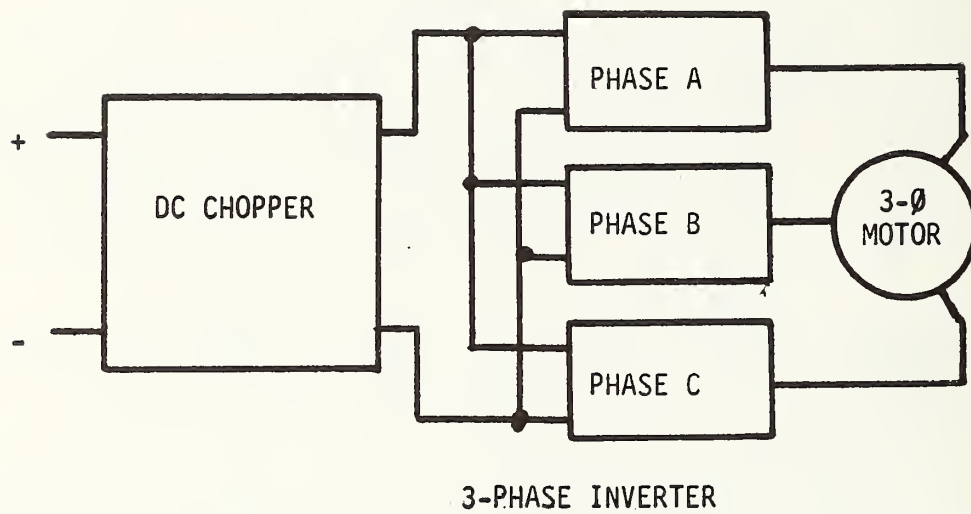 PHASE A
+
DC CHOPPER
PHASE B
3-Ø
MOTOR
-
PHASE C
3-PHASE INVERTER